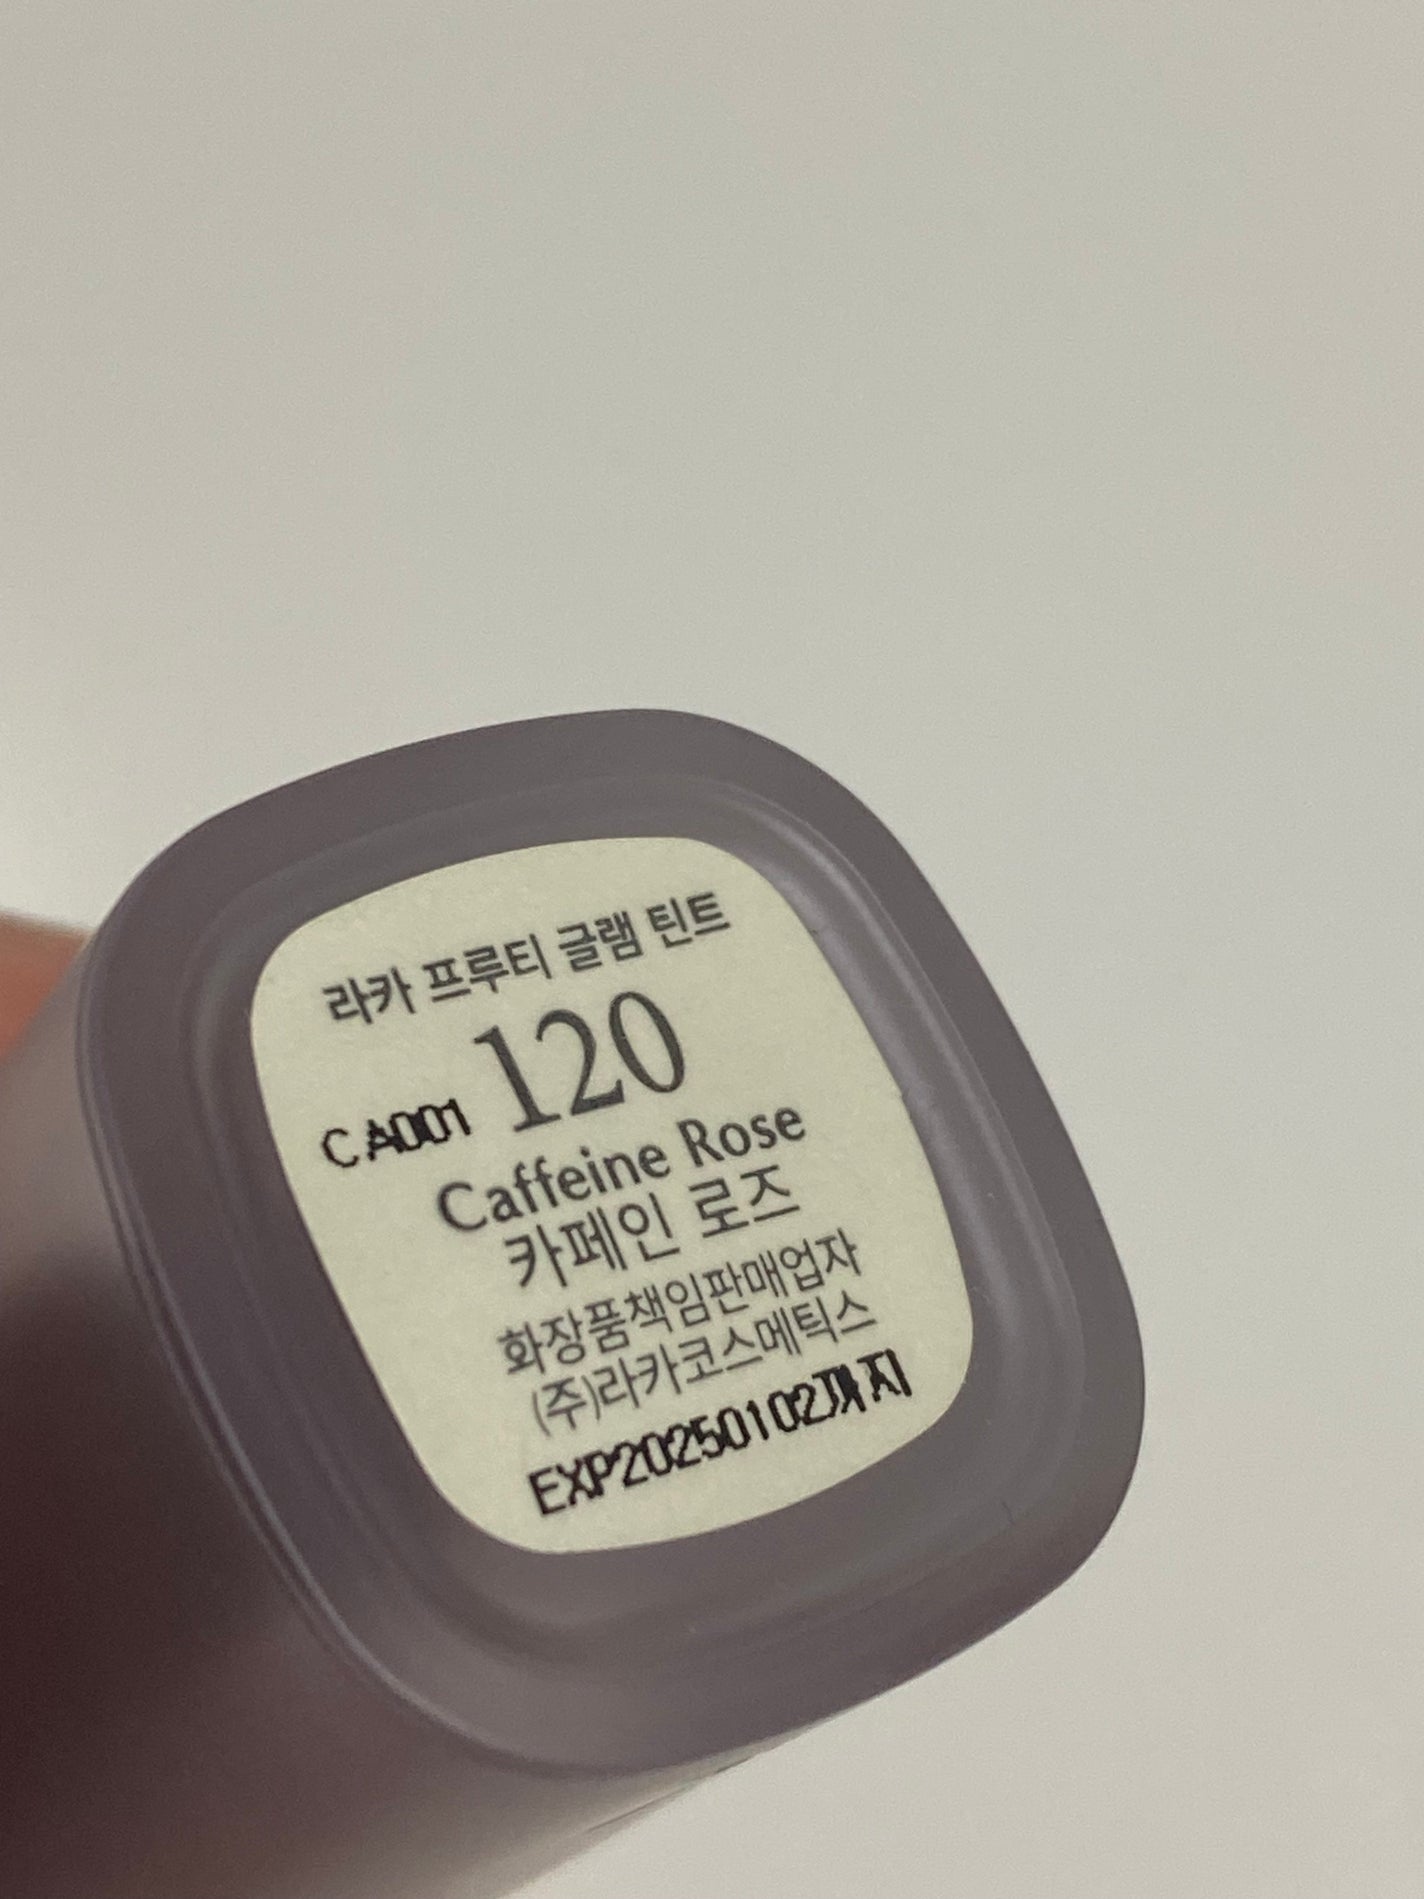 라카 프루티 글램 틴트
120
CA001
Caffeine Rose
카페인 로즈
화장품책임판매업자
(주)라카코스메틱스
EXP20250102까지